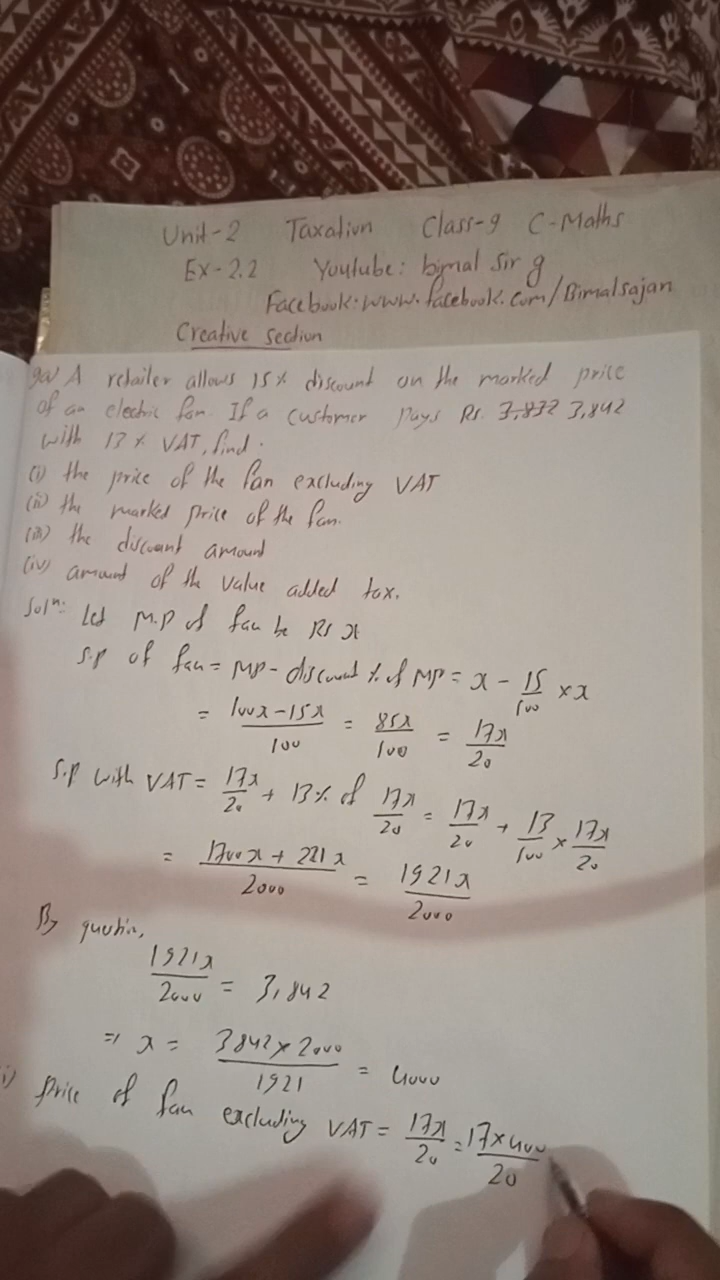 Unit-2 Taxation Class-9 C-Maths
Ex-2.2 Youtube: bimal sir g
Facebook:www.facebook.com/Bimalsajan
Creative section
9a) A retailer allows 15% discount on the marked price
of an electric fan. If a customer pays Rs. 3,832 3,842
with 13% VAT, find.
(i) the price of the fan excluding VAT
(ii) the marked price of the fan.
(iii) the discount amount
(iv) amount of the value added tax.
Solⁿ: Let M.P of fan be Rs x
S.P of fan = MP - discount % of MP = x - 15/100 × x
= 100x-15x/100 = 85x/100 = 17x/20
S.P with VAT = 17x/20 + 13% of 17x/20 = 17x/20 + 13/100 × 17x/20
= 1700x + 221x/2000 = 1921x/2000
By question,
1921x/2000 = 3,842
⇒ x = 3842×2000/1921 = 4000
i) Price of fan excluding VAT = 17x/20 = 17×400/20